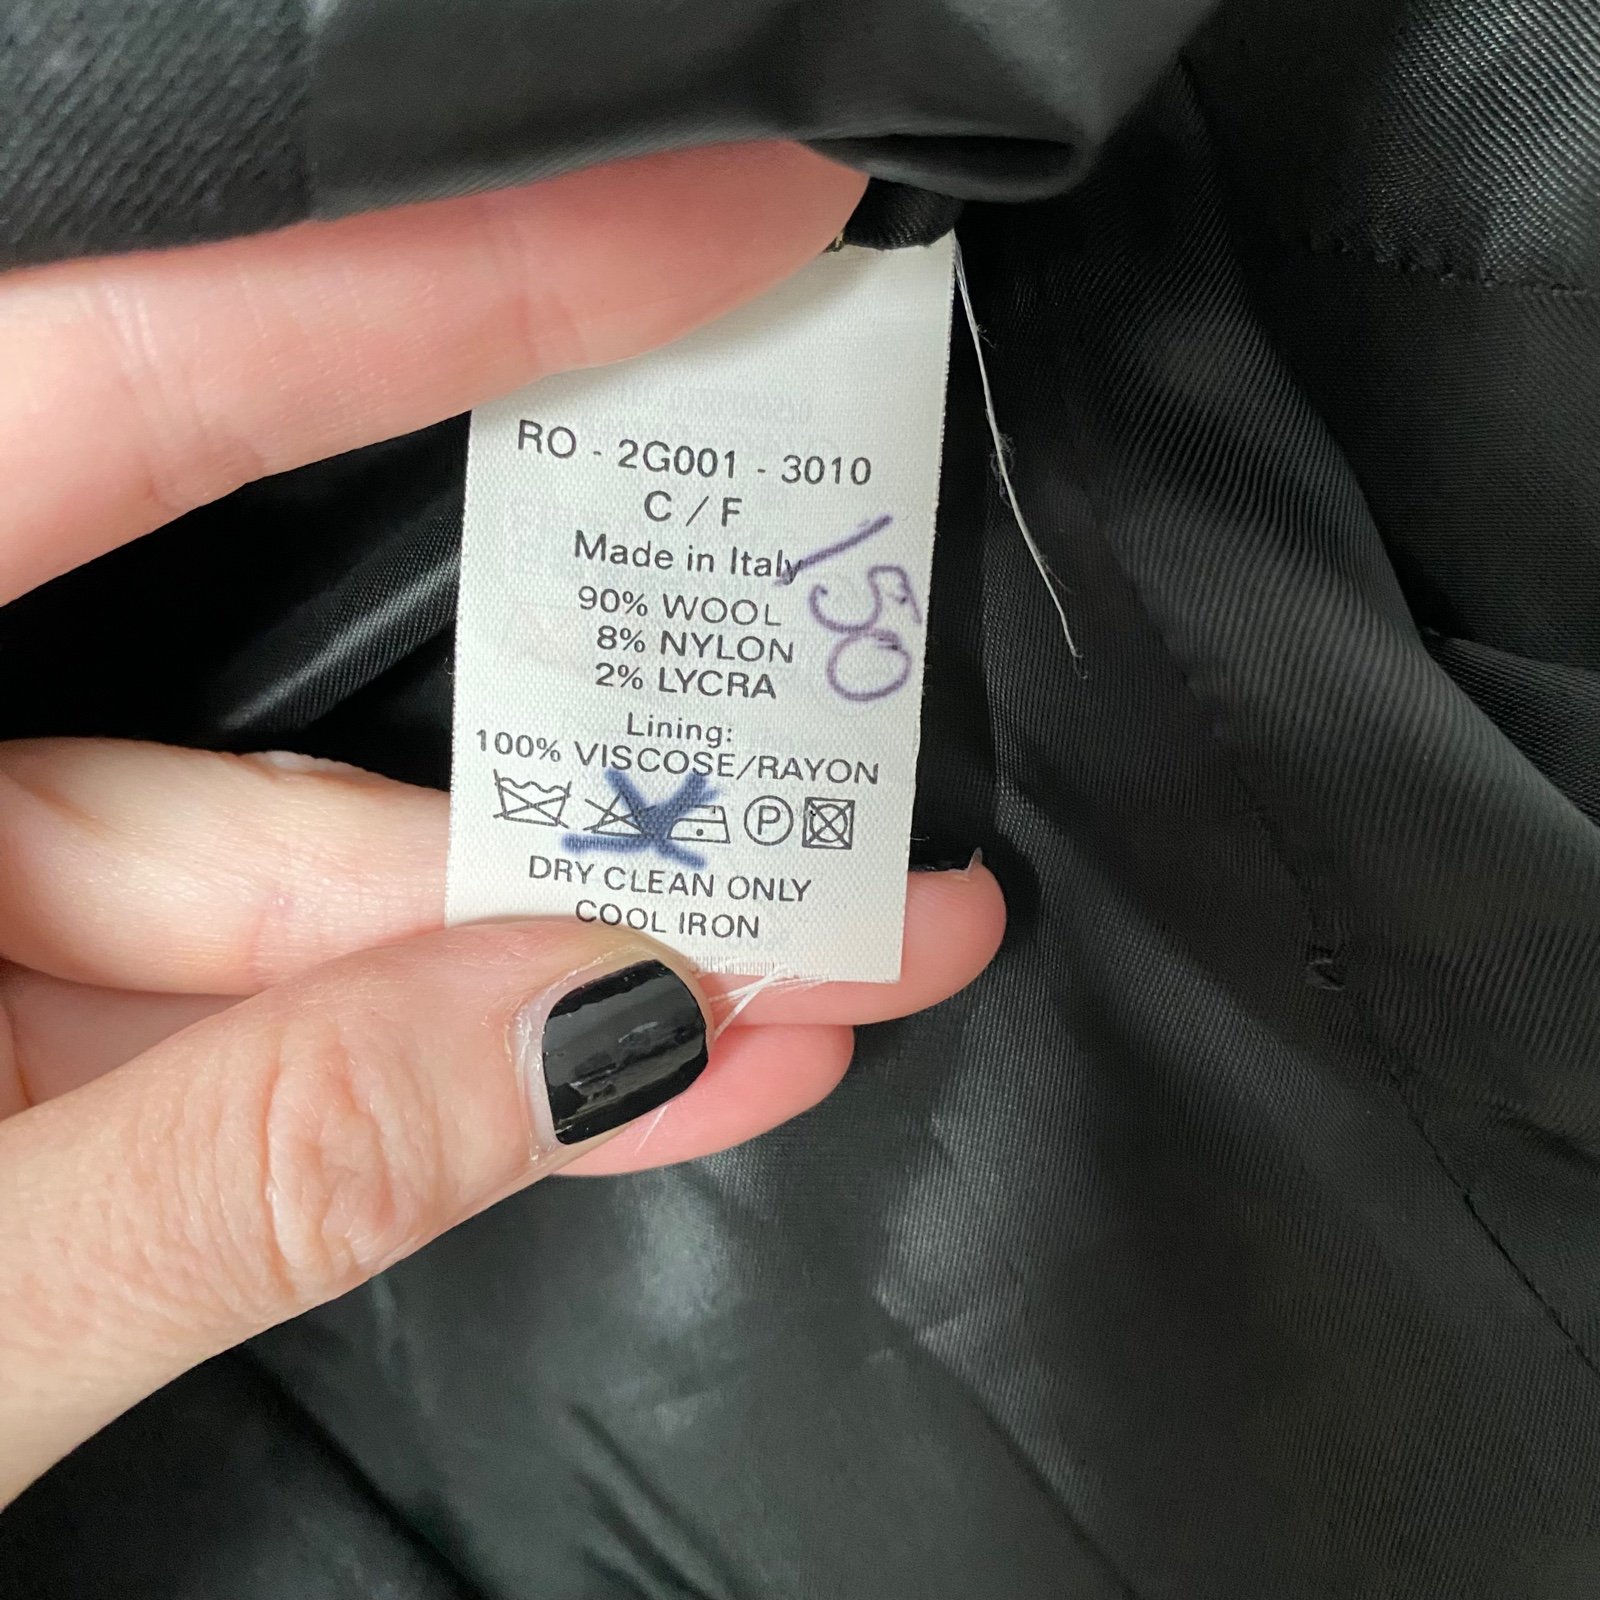 RO - 2G001 - 3010
C / F
Made in Italy
90% WOOL
8% NYLON
2% LYCRA
150
Lining:
100% VISCOSE/RAYON
P
DRY CLEAN ONLY
COOL IRON